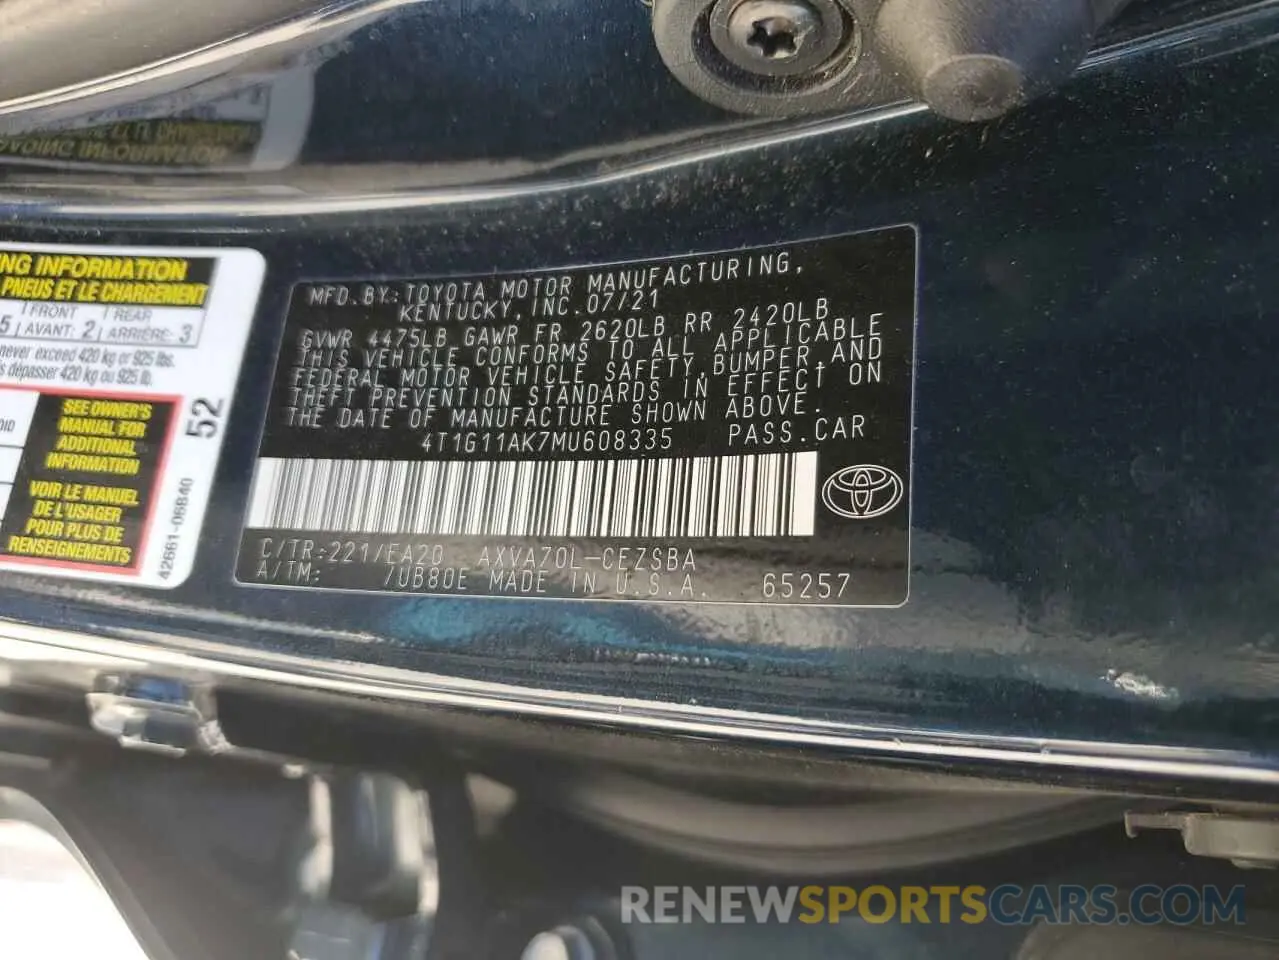 NG INFORMATION
PNEUS ET LE CHARGEMENT
5 FRONT AVANT: 2 REAR ARRIÈRE: 3
never exceed 420 kg or 925 lbs.
dépasser 420 kg ou 925 lb.
SEE OWNER'S
MANUAL FOR
ADDITIONAL
INFORMATION
VOIR LE MANUEL
DE L'USAGER
POUR PLUS DE
RENSEIGNEMENTS
52
42661-06B40
MFD.BY:TOYOTA MOTOR MANUFACTURING,
KENTUCKY, INC.07/21
GVWR 4475LB GAWR FR 2620LB RR 2420LB
THIS VEHICLE CONFORMS TO ALL APPLICABLE
FEDERAL MOTOR VEHICLE SAFETY,BUMPER,AND
THEFT PREVENTION STANDARDS IN EFFECT ON
THE DATE OF MANUFACTURE SHOWN ABOVE.
4T1G11AK7MU608335 PASS.CAR
C/TR:221/EA20 AXVA70L-CEZSBA
A/TM: /UB80E MADE IN U.S.A. 65257
RENEWSPORTSCARS.COM